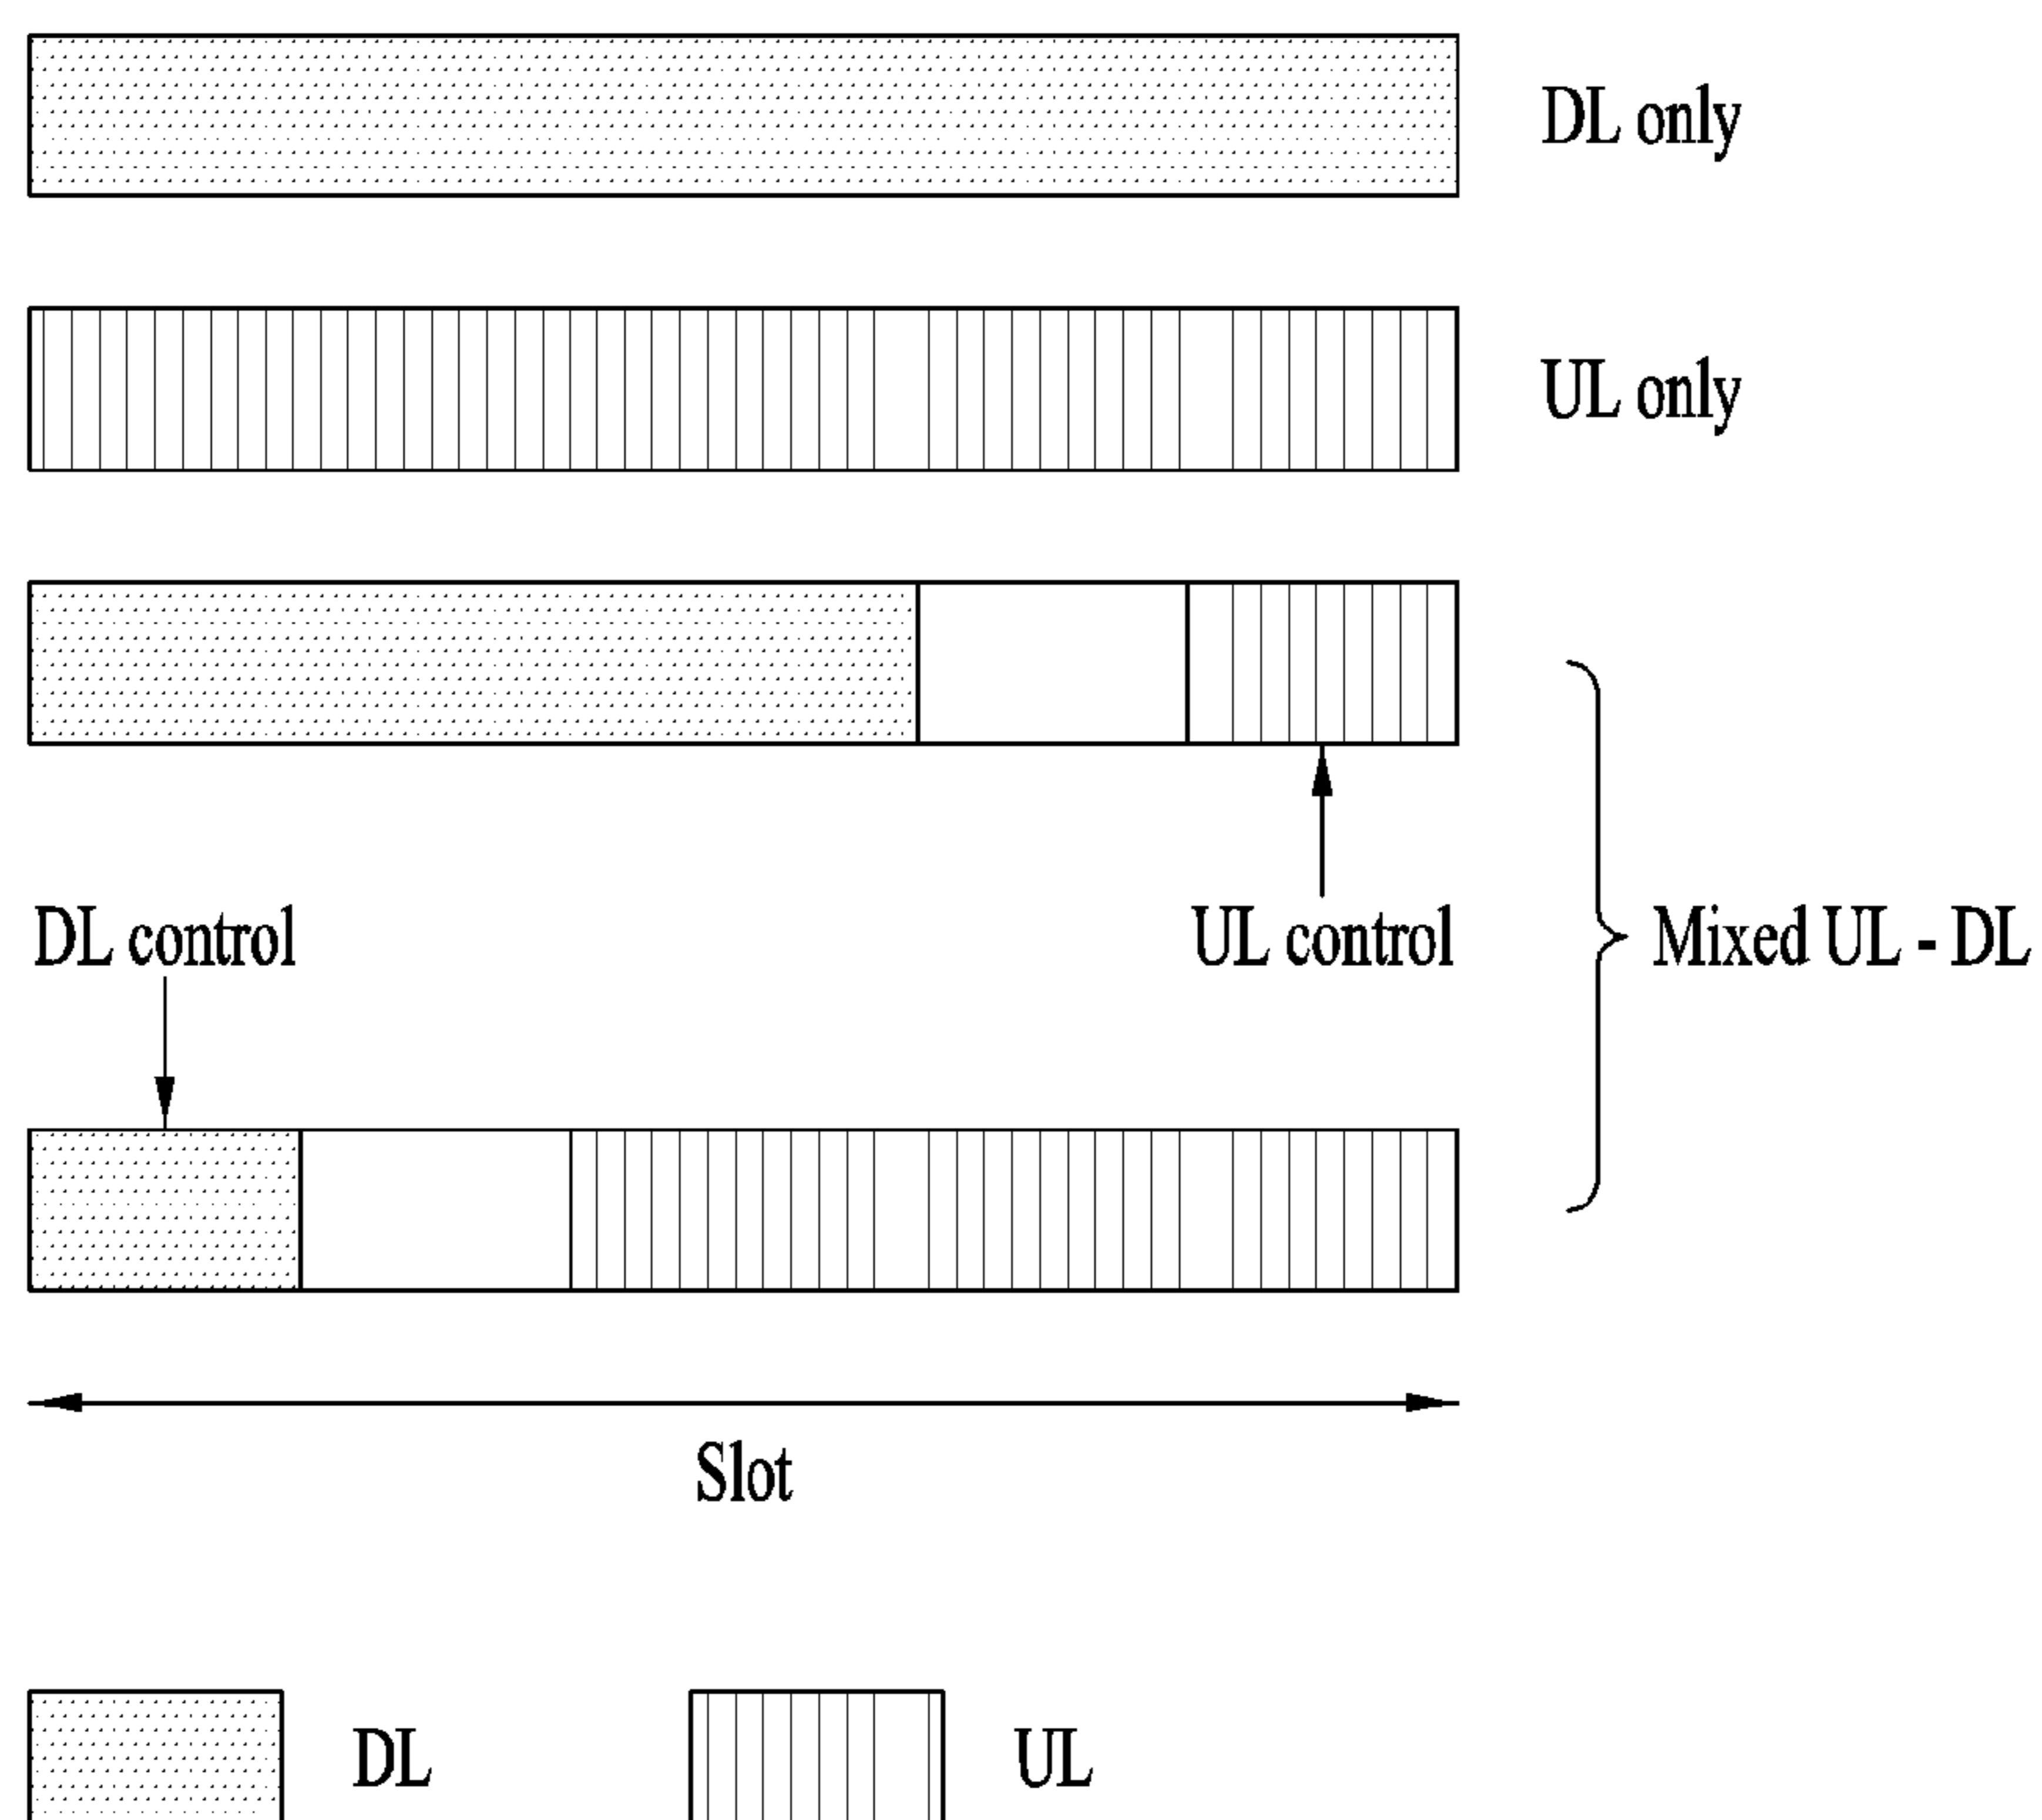 DL only
UL only
DL control
UL control
Mixed UL - DL
Slot
DL
UL